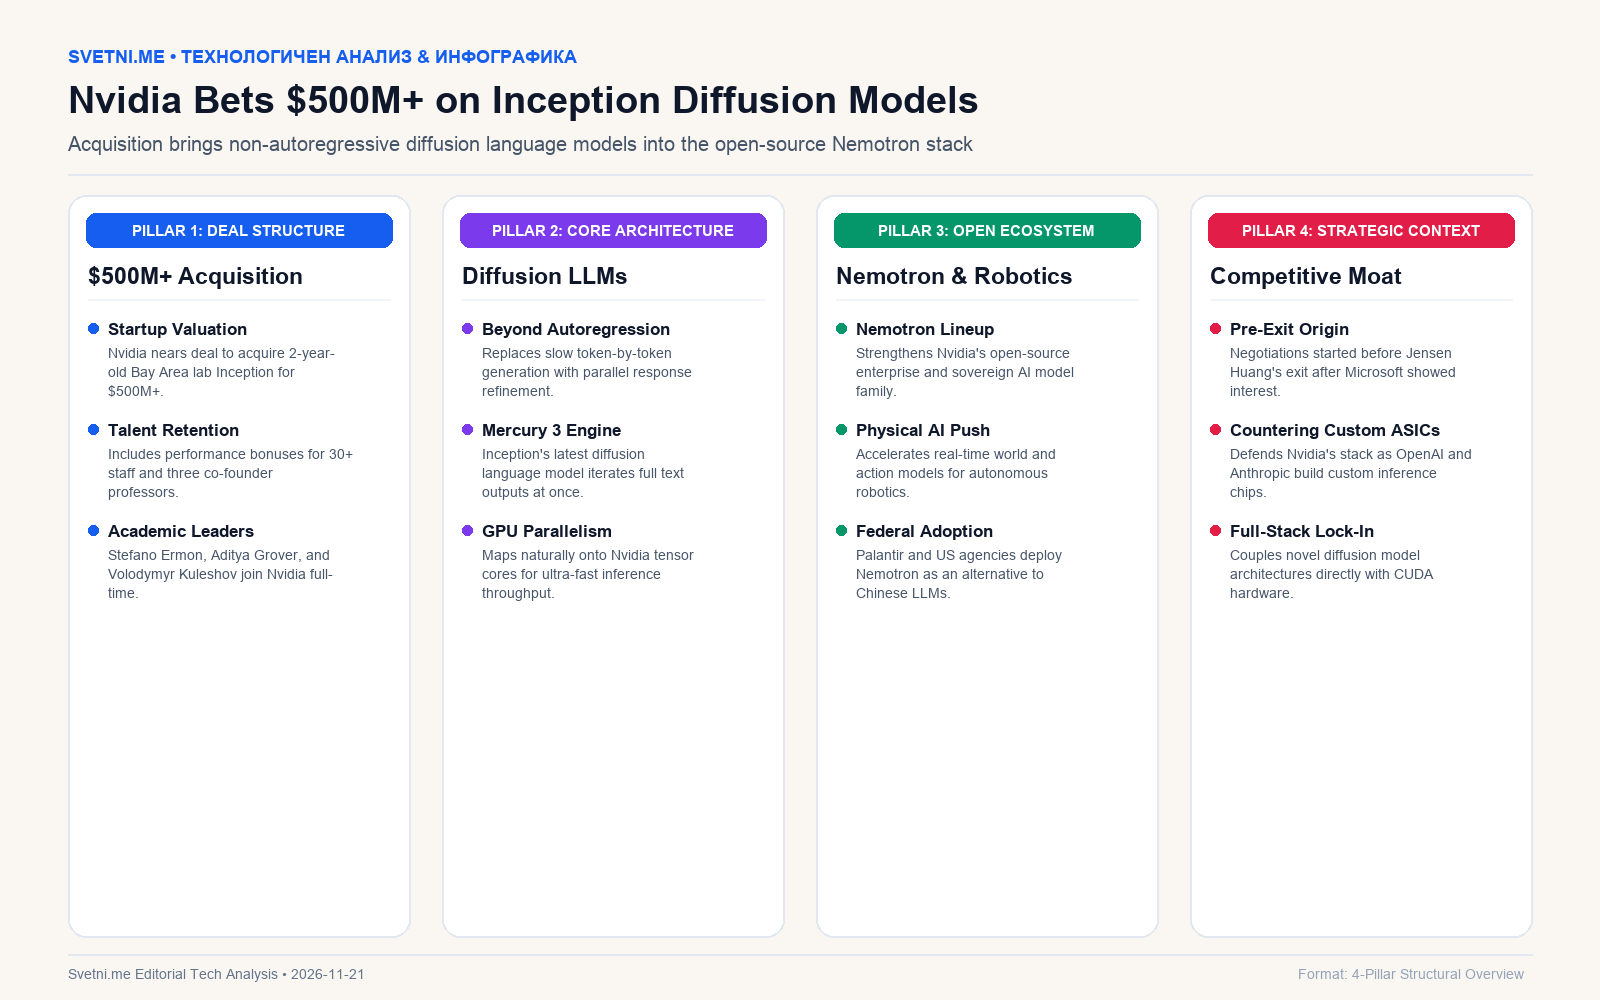 SVETNI.ME • ТЕХНОЛОГИЧЕН АНАЛИЗ & ИНФОГРАФИКА
Nvidia Bets $500M+ on Inception Diffusion Models
Acquisition brings non-autoregressive diffusion language models into the open-source Nemotron stack
PILLAR 1: DEAL STRUCTURE
$500M+ Acquisition
Startup Valuation
Nvidia nears deal to acquire 2-year-
old Bay Area lab Inception for
$500M+.
Talent Retention
Includes performance bonuses for 30+
staff and three co-founder
professors.
Academic Leaders
Stefano Ermon, Aditya Grover, and
Volodymyr Kuleshov join Nvidia full-
time.
PILLAR 2: CORE ARCHITECTURE
Diffusion LLMs
Beyond Autoregression
Replaces slow token-by-token
generation with parallel response
refinement.
Mercury 3 Engine
Inception's latest diffusion
language model iterates full text
outputs at once.
GPU Parallelism
Maps naturally onto Nvidia tensor
cores for ultra-fast inference
throughput.
PILLAR 3: OPEN ECOSYSTEM
Nemotron & Robotics
Nemotron Lineup
Strengthens Nvidia's open-source
enterprise and sovereign AI model
family.
Physical AI Push
Accelerates real-time world and
action models for autonomous
robotics.
Federal Adoption
Palantir and US agencies deploy
Nemotron as an alternative to
Chinese LLMs.
PILLAR 4: STRATEGIC CONTEXT
Competitive Moat
Pre-Exit Origin
Negotiations started before Jensen
Huang's exit after Microsoft showed
interest.
Countering Custom ASICs
Defends Nvidia's stack as OpenAI and
Anthropic build custom inference
chips.
Full-Stack Lock-In
Couples novel diffusion model
architectures directly with CUDA
hardware.
Svetni.me Editorial Tech Analysis • 2026-11-21
Format: 4-Pillar Structural Overview